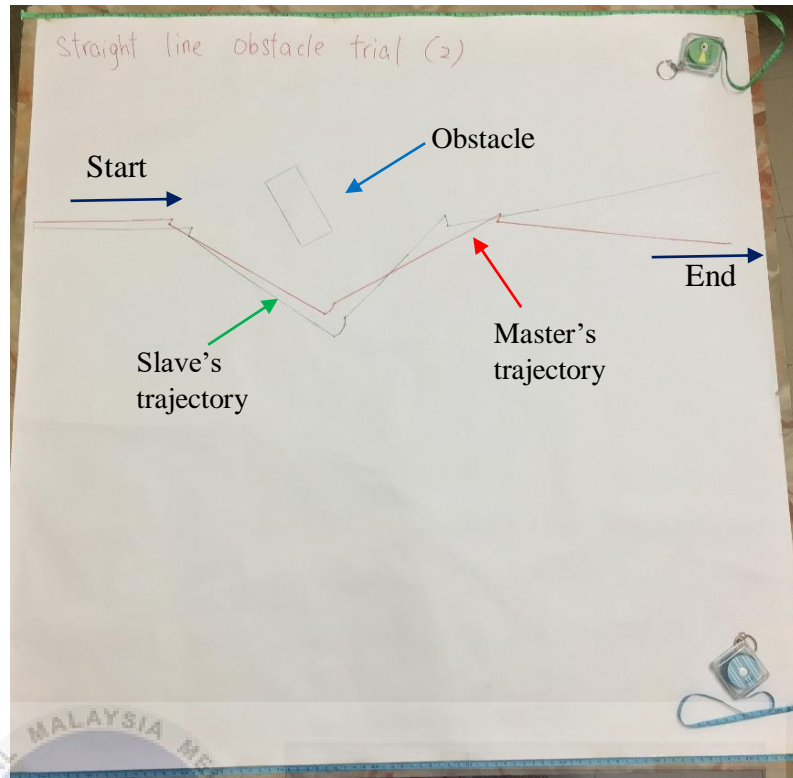 Straight line obstacle trial (2)
Obstacle
Start
End
Slave's
trajectory
Master's
trajectory
MALAYSIA